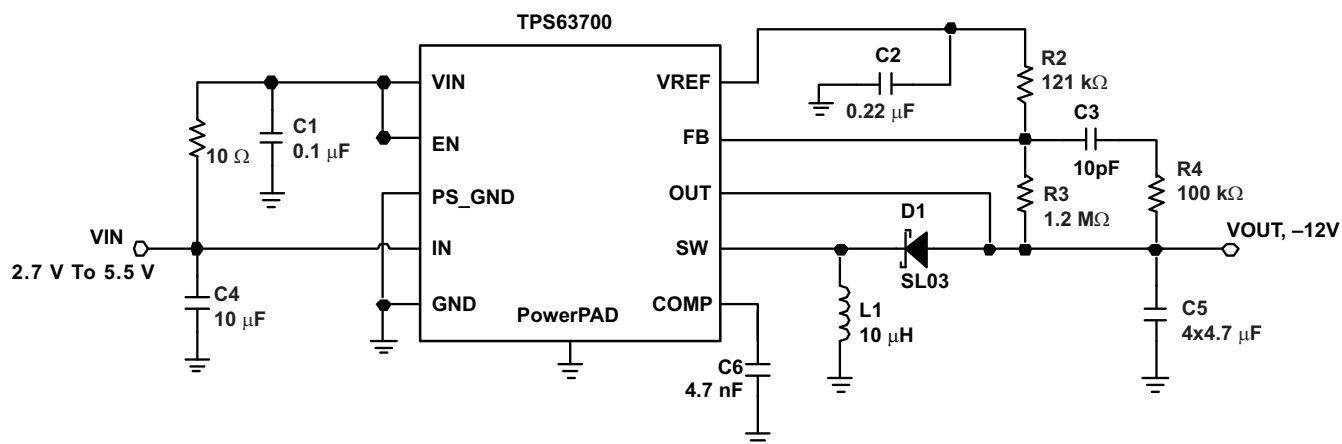 TPS63700
VIN
EN
PS_GND
IN
GND
PowerPAD
VREF
FB
OUT
SW
COMP
10 Ω
C1
0.1 μF
VIN
2.7 V To 5.5 V
C4
10 μF
C2
0.22 μF
R2
121 kΩ
C3
10pF
R4
100 kΩ
R3
1.2 MΩ
D1
SL03
VOUT, –12V
L1
10 μH
C5
4x4.7 μF
C6
4.7 nF